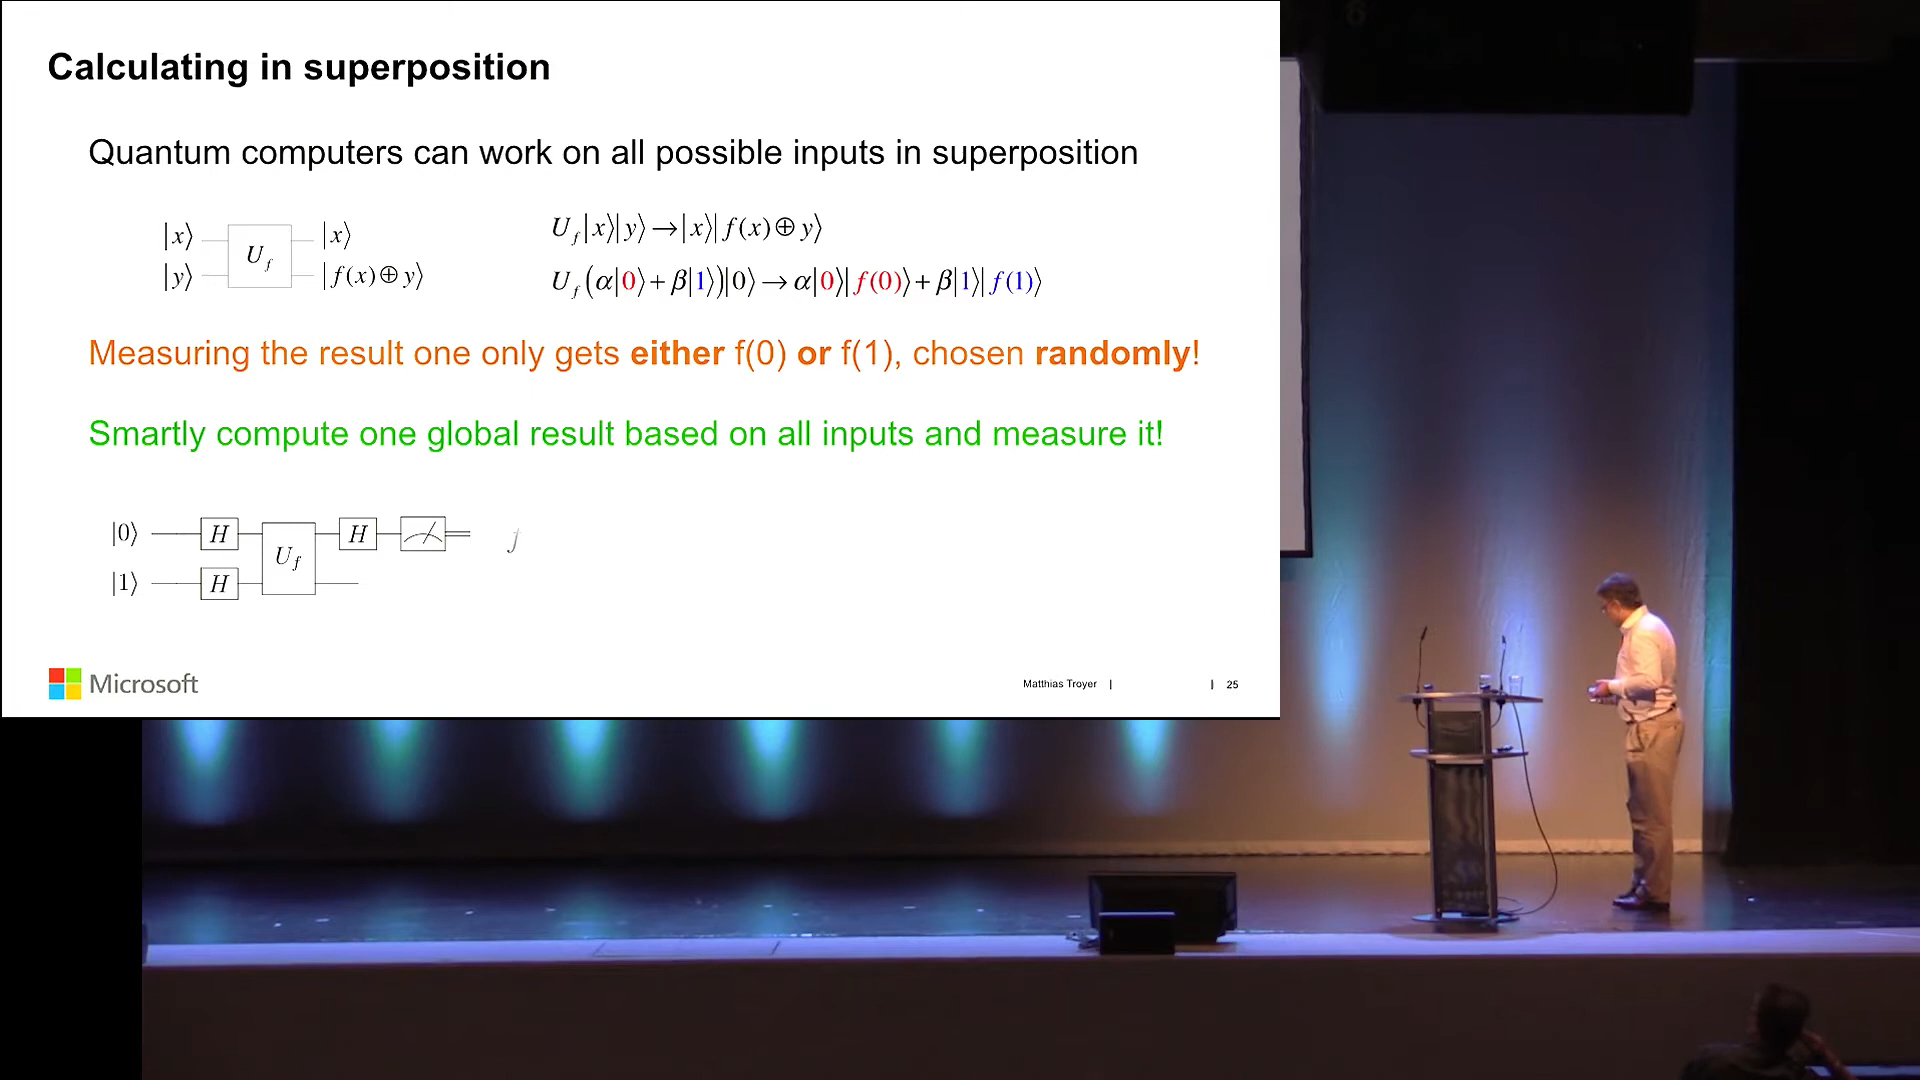 Calculating in superposition
Quantum computers can work on all possible inputs in superposition
|x⟩ U_f |x⟩
|y⟩ |f(x)⊕y⟩
U_f|x⟩|y⟩→|x⟩|f(x)⊕y⟩
U_f(α|0⟩+β|1⟩)|0⟩→α|0⟩|f(0)⟩+β|1⟩|f(1)⟩
Measuring the result one only gets either f(0) or f(1), chosen randomly!
Smartly compute one global result based on all inputs and measure it!
|0⟩ H U_f H
|1⟩ H
Microsoft
Matthias Troyer | | 25